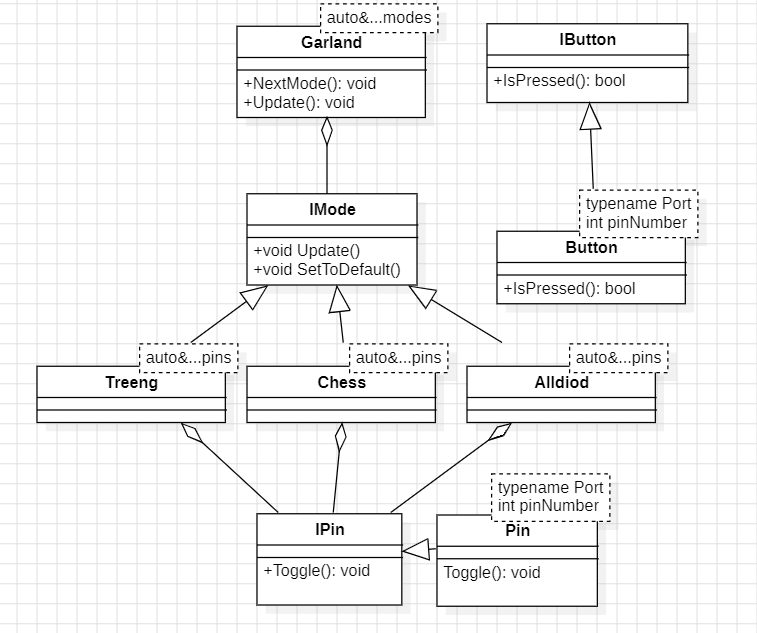 auto&...modes
Garland
+NextMode(): void
+Update(): void
IButton
+IsPressed(): bool
typename Port
int pinNumber
Button
+IsPressed(): bool
IMode
+void Update()
+void SetToDefault()
auto&...pins
Treeng
auto&...pins
Chess
auto&...pins
Alldiod
IPin
+Toggle(): void
typename Port
int pinNumber
Pin
Toggle(): void